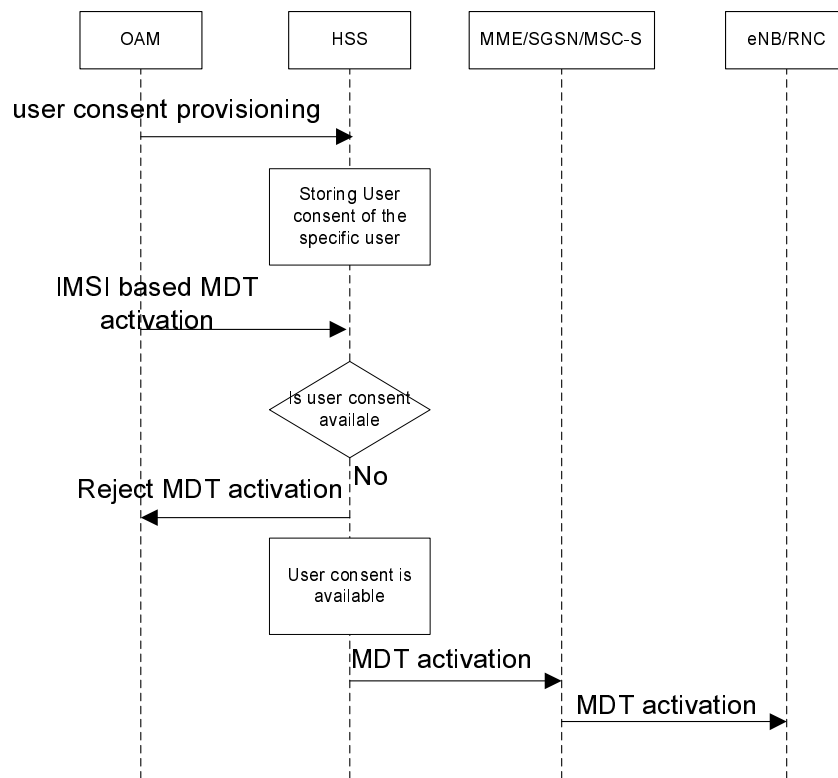 OAM
HSS
MME/SGSN/MSC-S
eNB/RNC
user consent provisioning
Storing User
consent of the
specific user
IMSI based MDT
activation
Is user consent
availale
No
Reject MDT activation
User consent is
available
MDT activation
MDT activation